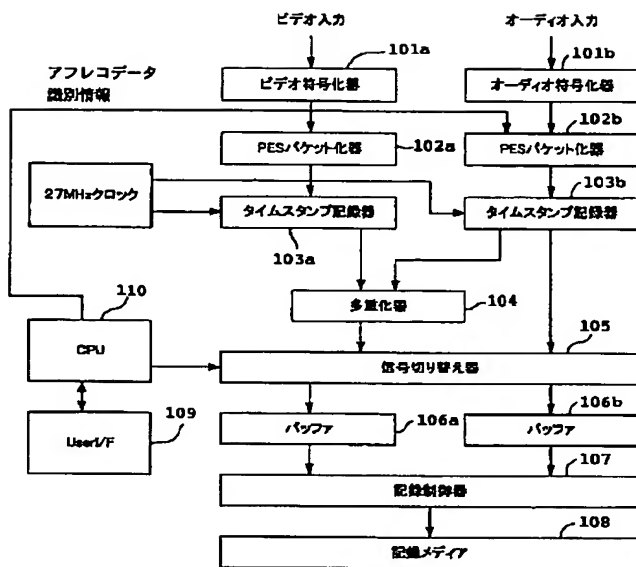 ビデオ入力
オーディオ入力
101a
101b
アフレコデータ
識別情報
ビデオ符号化器
オーディオ符号化器
102b
PESパケット化器
102a
PESパケット化器
103b
27MHzクロック
タイムスタンプ記録器
タイムスタンプ記録器
103a
110
多重化器
104
105
CPU
信号切り替え器
106b
109
バッファ
106a
バッファ
UserI/F
107
記録制御器
108
記録メディア